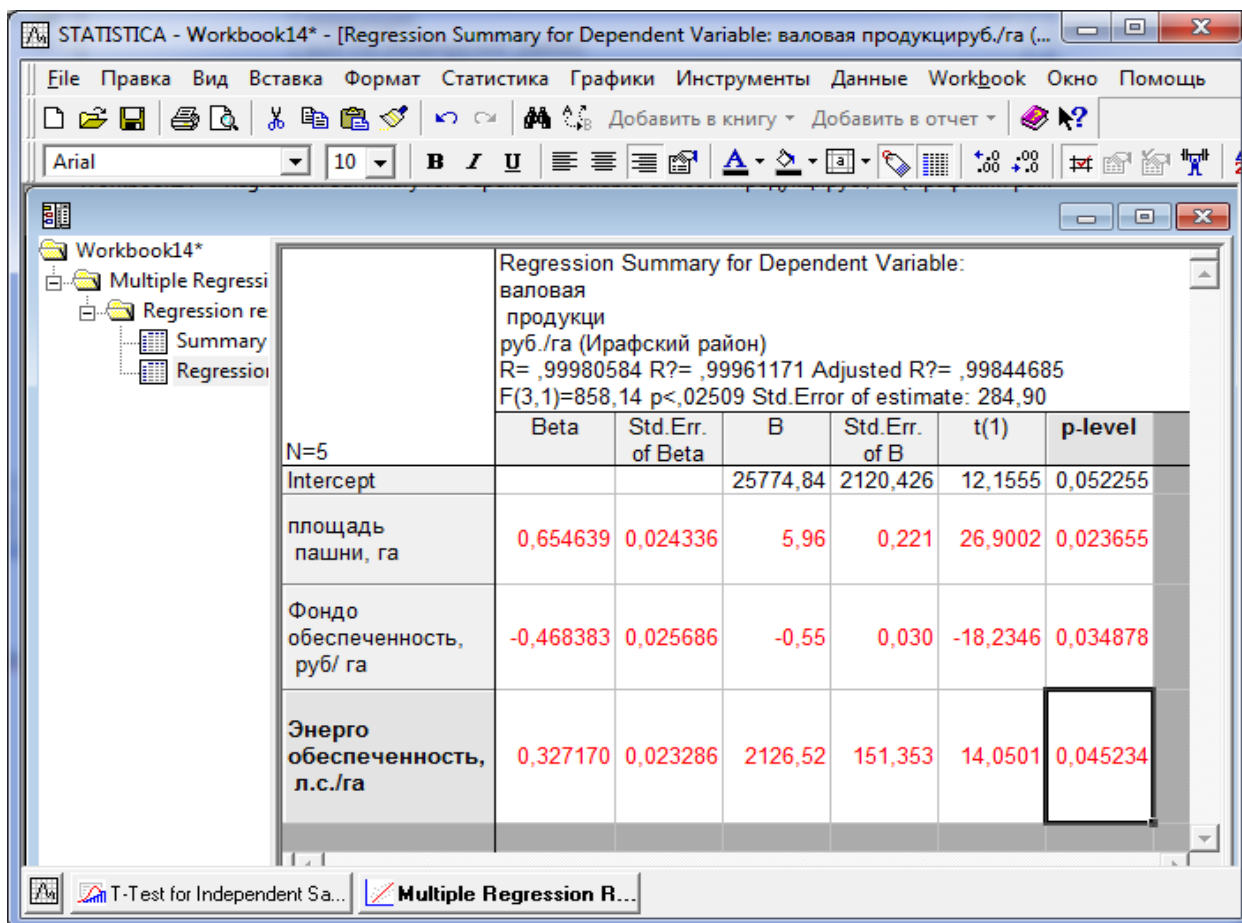 STATISTICA - Workbook14* - [Regression Summary for Dependent Variable: валовая продукцируб./га (...
File Правка Вид Вставка Формат Статистика Графики Инструменты Данные Workbook Окно Помощь
Добавить в книгу Добавить в отчет
Arial 10 B I U
Workbook14*
Multiple Regressi
Regression re
Summary
Regression
Regression Summary for Dependent Variable:
валовая
продукци
руб./га (Ирафский район)
R= ,99980584 R?= ,99961171 Adjusted R?= ,99844685
F(3,1)=858,14 p<,02509 Std.Error of estimate: 284,90
N=5
Beta Std.Err. of Beta B Std.Err. of B t(1) p-level
Intercept 25774,84 2120,426 12,1555 0,052255
площадь пашни, га 0,654639 0,024336 5,96 0,221 26,9002 0,023655
Фондо обеспеченность, руб/ га -0,468383 0,025686 -0,55 0,030 -18,2346 0,034878
Энерго обеспеченность, л.с./га 0,327170 0,023286 2126,52 151,353 14,0501 0,045234
T-Test for Independent Sa... Multiple Regression R...